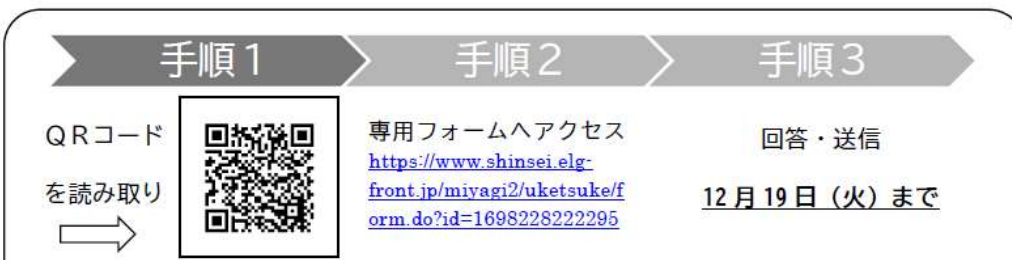 手順１
手順２
手順３
ＱＲコード
を読み取り
専用フォームへアクセス
https://www.shinsei.elg-
front.jp/miyagi2/uketsuke/f
orm.do?id=1698228222295
回答・送信
12月19日（火）まで